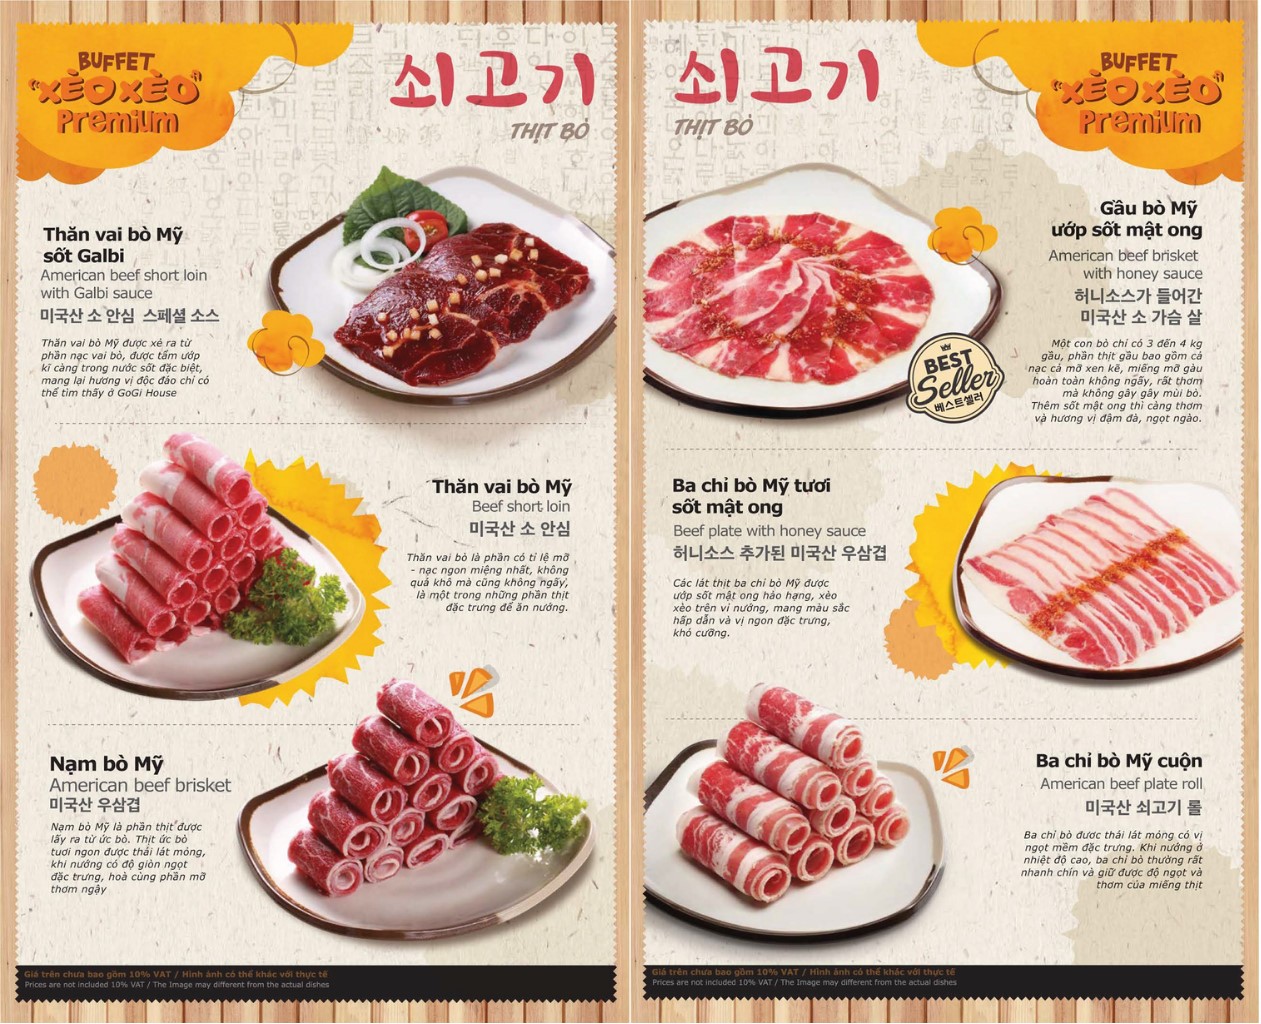 BUFFET
"XÈO XÈO"
Premium
쇠고기
THỊT BÒ
Thăn vai bò Mỹ
sốt Galbi
American beef short loin
with Galbi sauce
미국산 소 안심 스페셜 소스
Thăn vai bò Mỹ được xẻ ra từ
phần nạc vai bò, được tẩm ướp
kĩ càng trong nước sốt đặc biệt,
mang lại hương vị độc đáo chỉ có
thể tìm thấy ở GoGi House
Thăn vai bò Mỹ
Beef short loin
미국산 소 안심
Thăn vai bò là phần có tỉ lệ mỡ
- nạc ngon miệng nhất, không
quá khô mà cũng không ngấy,
là một trong những phần thịt
đặc trưng để ăn nướng.
Nạm bò Mỹ
American beef brisket
미국산 우삼겹
Nạm bò Mỹ là phần thịt được
lấy ra từ ức bò. Thịt ức bò
tươi ngon được thái lát mỏng,
khi nướng có độ giòn ngọt
đặc trưng, hoà cùng phần mỡ
thơm ngậy
Giá trên chưa bao gồm 10% VAT / Hình ảnh có thể khác với thực tế
Prices are not included 10% VAT / The Image may different from the actual dishes
쇠고기
THỊT BÒ
BUFFET
"XÈO XÈO"
Premium
Gầu bò Mỹ
ướp sốt mật ong
American beef brisket
with honey sauce
허니소스가 들어간
미국산 소 가슴 살
Một con bò chỉ có 3 đến 4 kg
gầu, phần thịt gầu bao gồm cả
nạc cả mỡ xen kẽ, miếng mỡ gàu
hoàn toàn không ngấy, rất thơm
mà không gây gây mùi bò.
Thêm sốt mật ong thì càng thơm
và hương vị đậm đà, ngọt ngào.
BEST
Seller
베스트셀러
Ba chỉ bò Mỹ tươi
sốt mật ong
Beef plate with honey sauce
허니소스 추가된 미국산 우삼겹
Các lát thịt ba chỉ bò Mỹ được
ướp sốt mật ong hảo hạng, xèo
xèo trên vỉ nướng, mang màu sắc
hấp dẫn và vị ngon đặc trưng,
khó cưỡng.
Ba chỉ bò Mỹ cuộn
American beef plate roll
미국산 쇠고기 롤
Ba chỉ bò được thái lát mỏng có vị
ngọt mềm đặc trưng. Khi nướng ở
nhiệt độ cao, ba chỉ bò thường rất
nhanh chín và giữ được độ ngọt và
thơm của miếng thịt
Giá trên chưa bao gồm 10% VAT / Hình ảnh có thể khác với thực tế
Prices are not included 10% VAT / The Image may different from the actual dishes